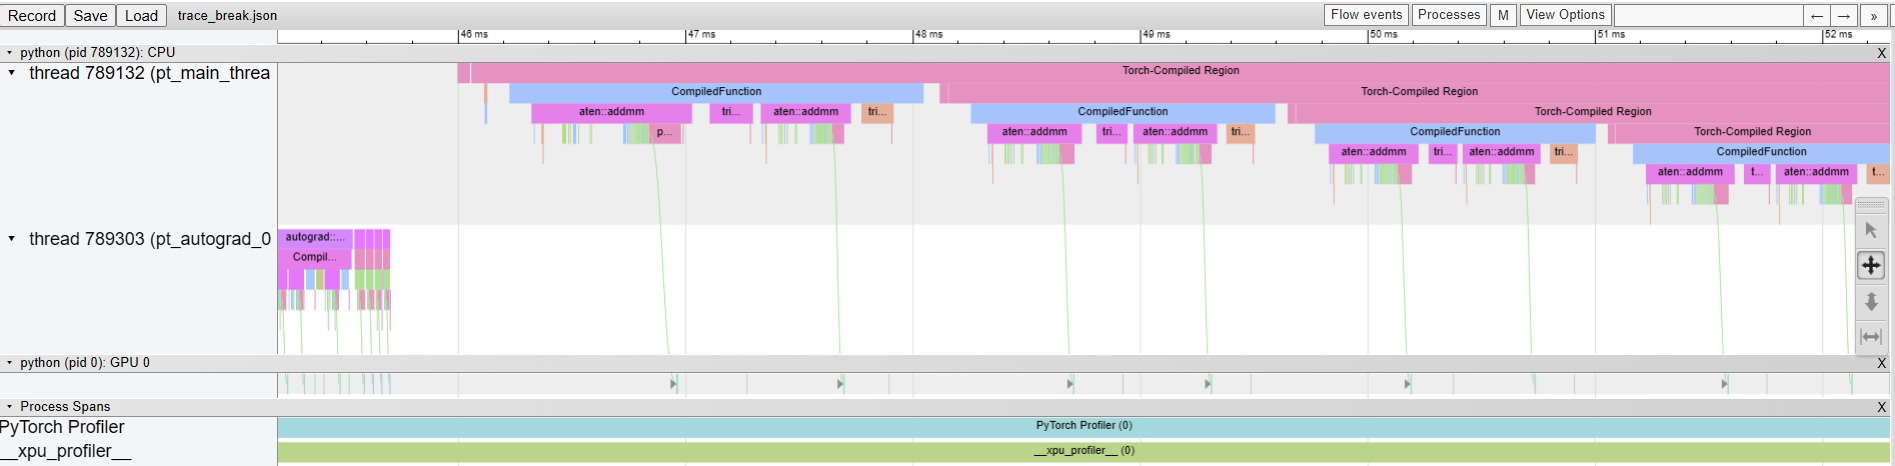 Record Save Load trace_break.json Flow events Processes M View Options ← → »
46 ms 47 ms 48 ms 49 ms 50 ms 51 ms 52 ms
python (pid 789132): CPU X
thread 789132 (pt_main_threa
Torch-Compiled Region
CompiledFunction Torch-Compiled Region
aten::addmm tri... aten::addmm tri... CompiledFunction Torch-Compiled Region
p... aten::addmm tri... aten::addmm tri... CompiledFunction Torch-Compiled Region
aten::addmm tri... aten::addmm tri... CompiledFunction
aten::addmm t... aten::addmm t...
thread 789303 (pt_autograd_0
autograd::...
Compil...
python (pid 0): GPU 0 X
Process Spans X
PyTorch Profiler PyTorch Profiler (0)
__xpu_profiler__ __xpu_profiler__ (0)